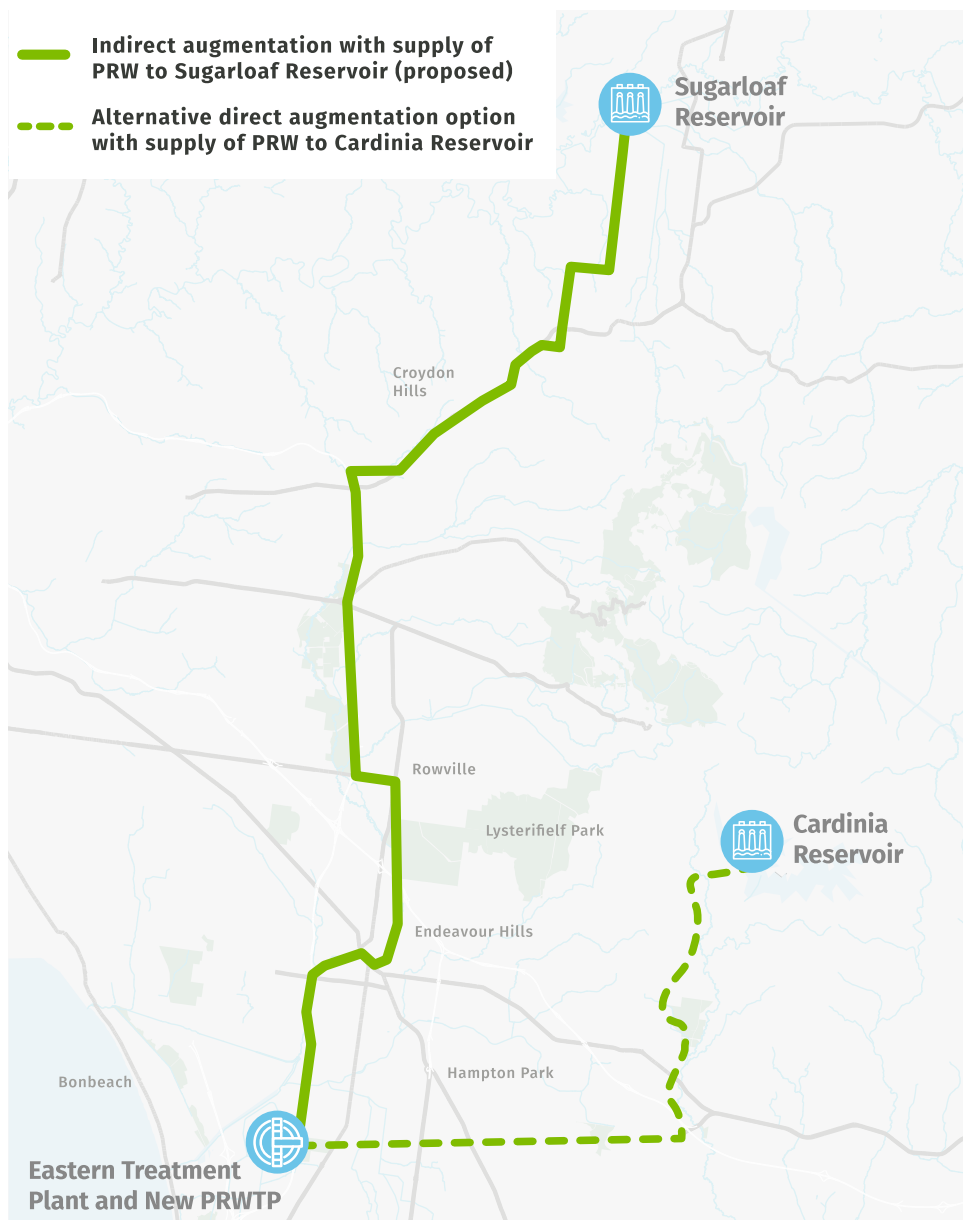 Indirect augmentation with supply of
PRW to Sugarloaf Reservoir (proposed)
Alternative direct augmentation option
with supply of PRW to Cardinia Reservoir
Sugarloaf
Reservoir
Croydon
Hills
Rowville
Lysterifielf Park
Cardinia
Reservoir
Endeavour Hills
Hampton Park
Bonbeach
Eastern Treatment
Plant and New PRWTP